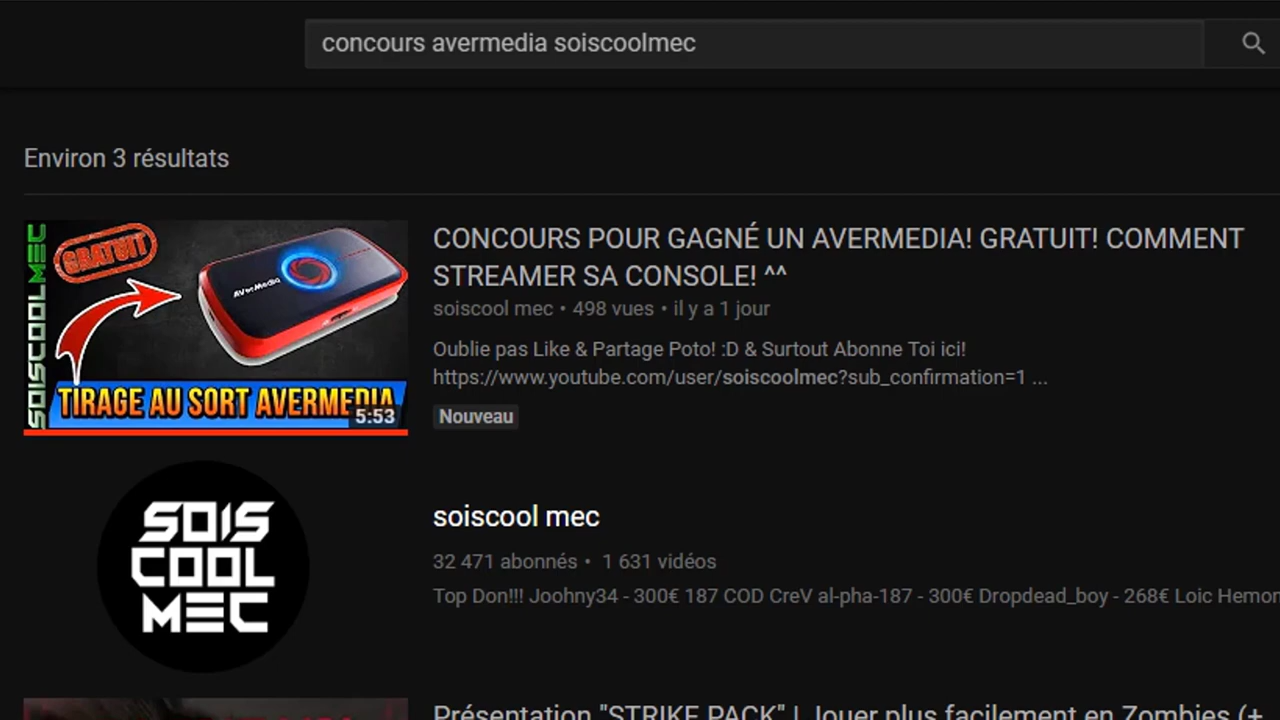 concours avermedia soiscoolmec
Environ 3 résultats
SOISCOOLMEC
GRATUIT
AVerMedia
TIRAGE AU SORT AVERMEDIA
5:53
CONCOURS POUR GAGNÉ UN AVERMEDIA! GRATUIT! COMMENT
STREAMER SA CONSOLE! ^^
soiscool mec • 498 vues • il y a 1 jour
Oublie pas Like & Partage Poto! :D & Surtout Abonne Toi ici!
https://www.youtube.com/user/soiscoolmec?sub_confirmation=1 ...
Nouveau
SOIS
COOL
MEC
soiscool mec
32 471 abonnés • 1 631 vidéos
Top Don!!! Joohny34 - 300€ 187 COD CreV al-pha-187 - 300€ Dropdead_boy - 268€ Loic Hemon
Présentation "STRIKE PACK" | Jouer plus facilement en Zombies (+